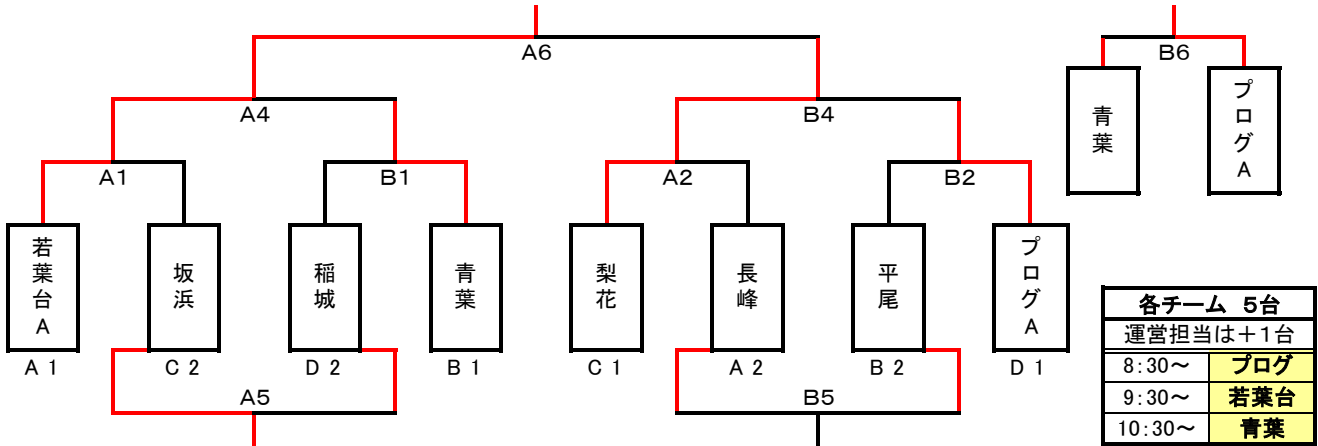 A6
B6
A4
B4
A1
B1
A2
B2
青葉
プログA
若葉台A
坂浜
稲城
青葉
梨花
長峰
平尾
プログA
A 1
C 2
D 2
B 1
C 1
A 2
B 2
D 1
A5
B5
各チーム 5台
運営担当は＋1台
8:30～ プログ
9:30～ 若葉台
10:30～ 青葉